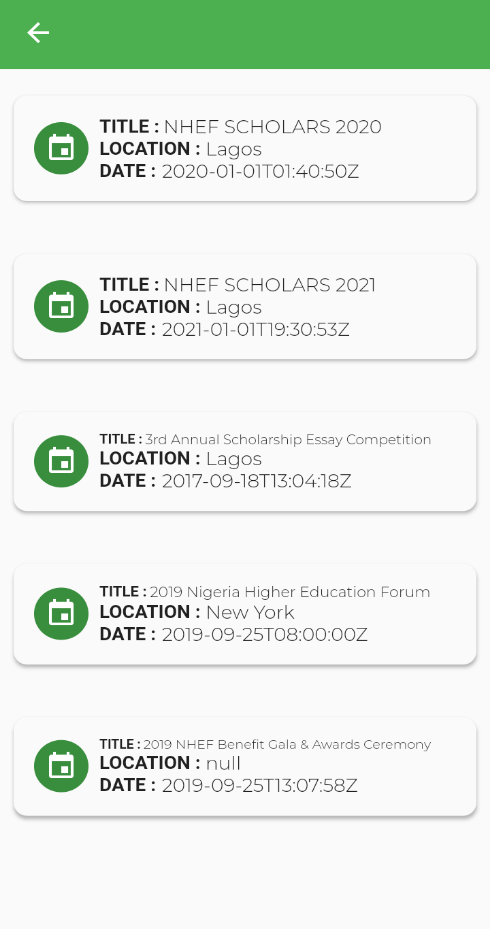 TITLE : NHEF SCHOLARS 2020
LOCATION : Lagos
DATE : 2020-01-01T01:40:50Z
TITLE : NHEF SCHOLARS 2021
LOCATION : Lagos
DATE : 2021-01-01T19:30:53Z
TITLE : 3rd Annual Scholarship Essay Competition
LOCATION : Lagos
DATE : 2017-09-18T13:04:18Z
TITLE : 2019 Nigeria Higher Education Forum
LOCATION : New York
DATE : 2019-09-25T08:00:00Z
TITLE : 2019 NHEF Benefit Gala & Awards Ceremony
LOCATION : null
DATE : 2019-09-25T13:07:58Z